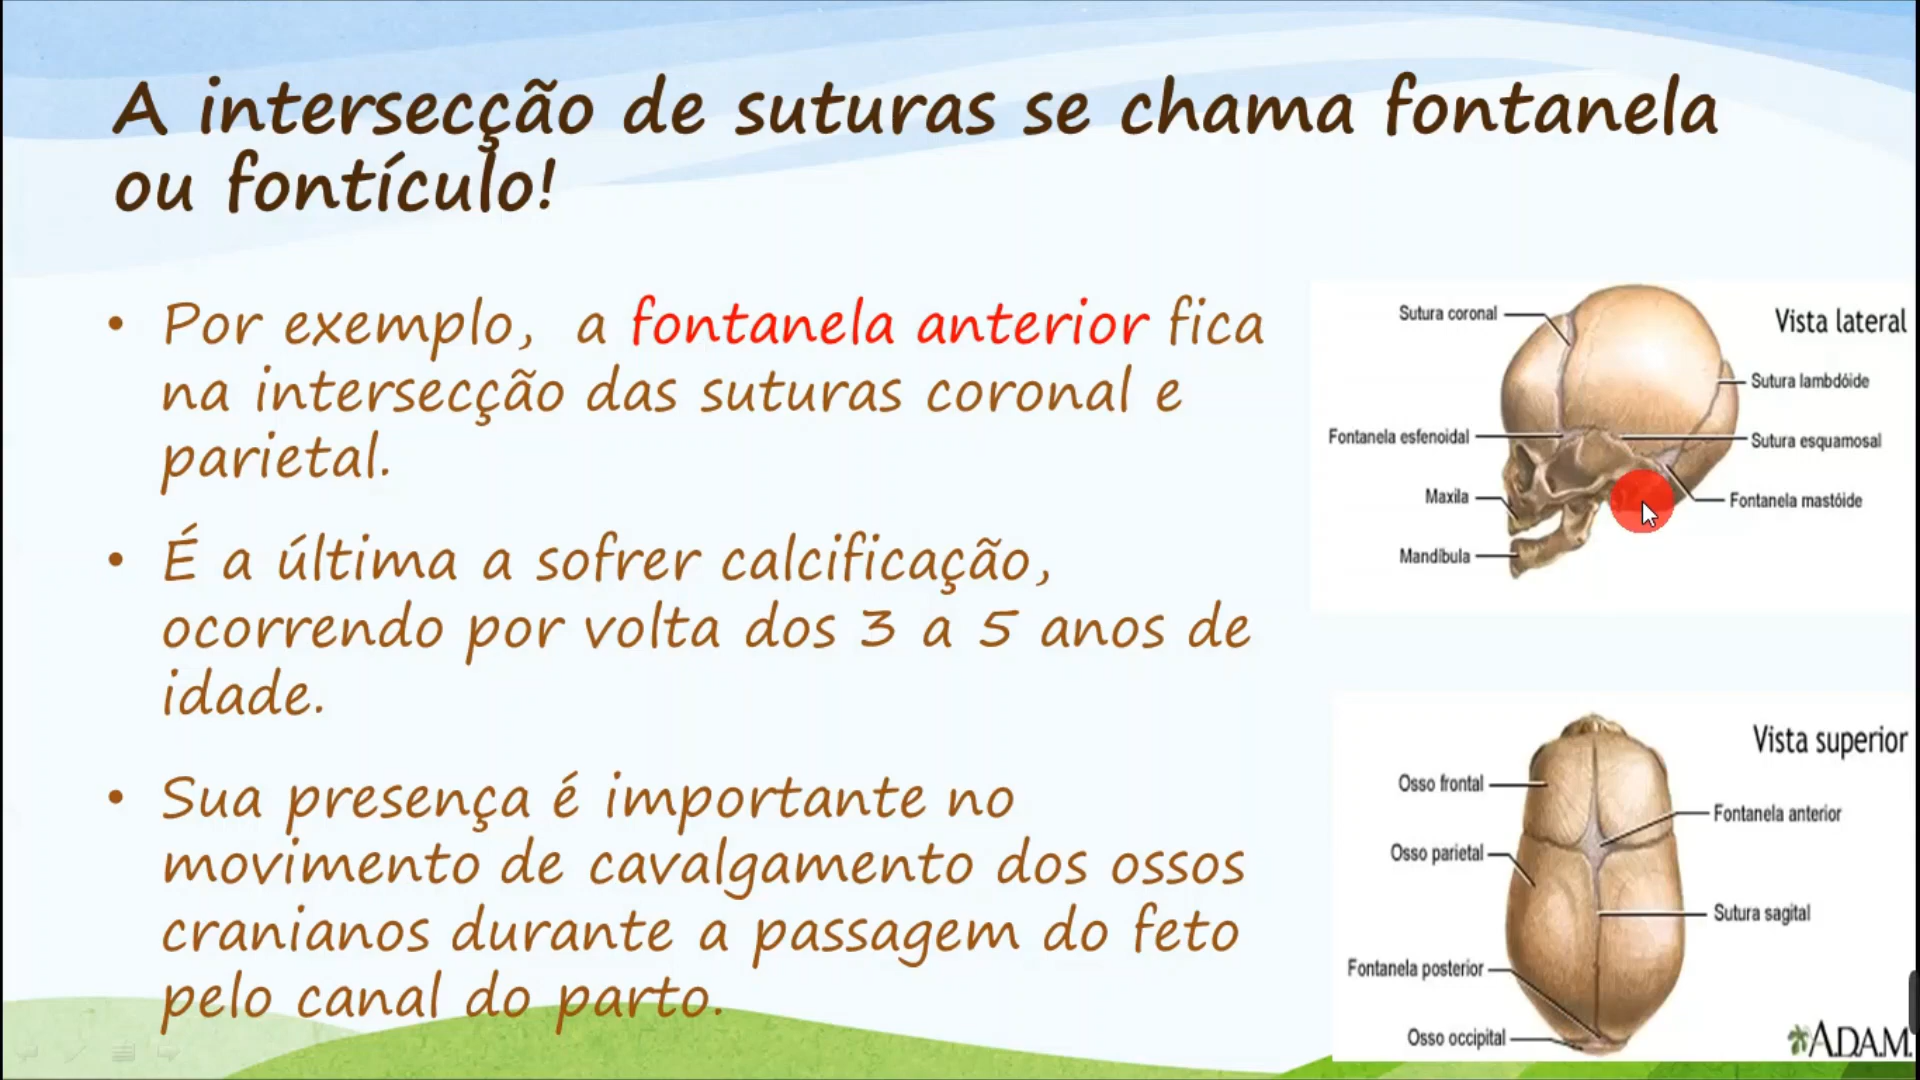 A intersecção de suturas se chama fontanela
ou fontículo!
• Por exemplo, a fontanela anterior fica
na intersecção das suturas coronal e
parietal.
• É a última a sofrer calcificação,
ocorrendo por volta dos 3 a 5 anos de
idade.
• Sua presença é importante no
movimento de cavalgamento dos ossos
cranianos durante a passagem do feto
pelo canal do parto.
Vista lateral
Sutura coronal
Sutura lambdóide
Fontanela esfenoidal
Sutura esquamosal
Maxila
Fontanela mastóide
Mandíbula
Vista superior
Osso frontal
Fontanela anterior
Osso parietal
Sutura sagital
Fontanela posterior
Osso occipital
A.D.A.M.